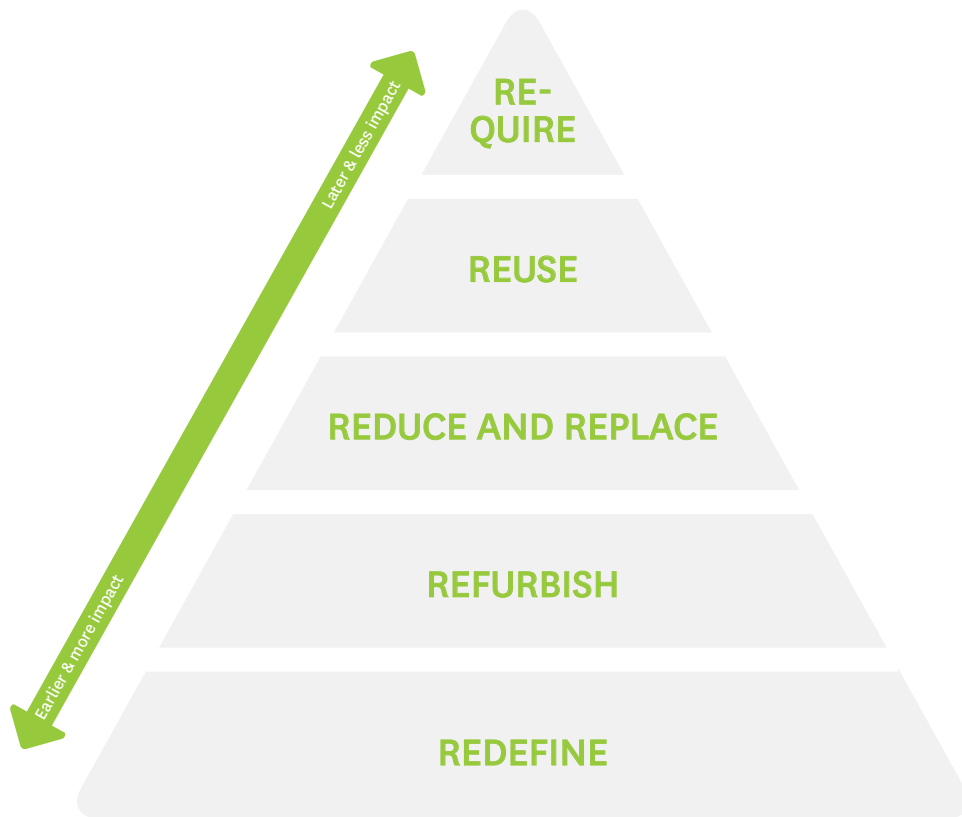 Later & less impact
RE-
QUIRE
REUSE
REDUCE AND REPLACE
REFURBISH
Earlier & more impact
REDEFINE